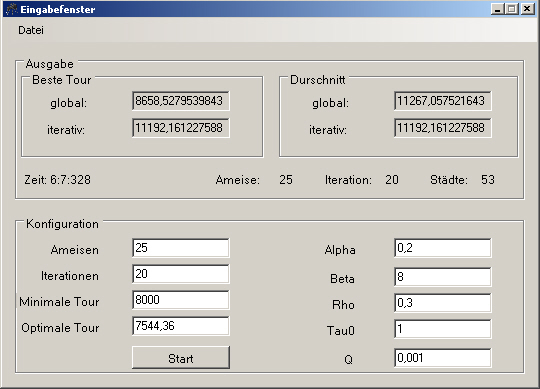 Eingabefenster
Datei
Ausgabe
Beste Tour
global: 8658,5279539843
iterativ: 11192,161227588
Durschnitt
global: 11267,057521643
iterativ: 11192,161227588
Zeit: 6:7:328 Ameise: 25 Iteration: 20 Städte: 53
Konfiguration
Ameisen 25
Iterationen 20
Minimale Tour 8000
Optimale Tour 7544,36
Start
Alpha 0,2
Beta 8
Rho 0,3
Tau0 1
Q 0,001